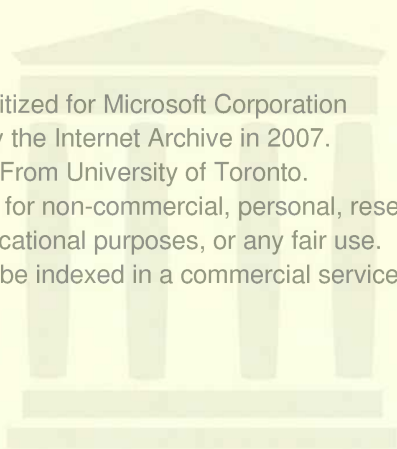 itized for Microsoft Corporation
the Internet Archive in 2007.
From University of Toronto.
for non-commercial, personal, rese
cational purposes, or any fair use.
be indexed in a commercial service